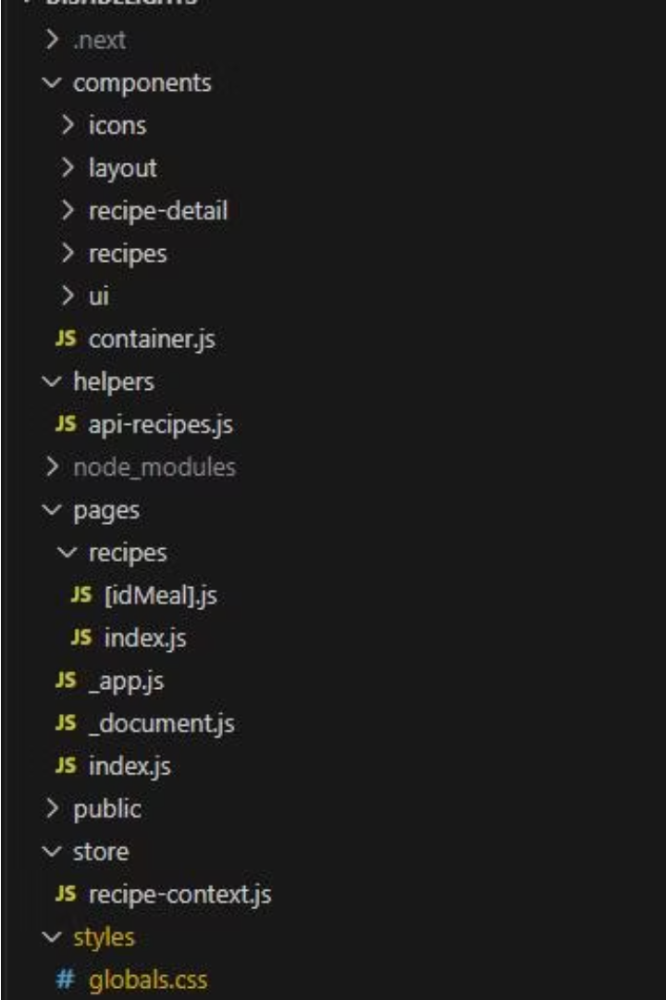 DISHDELIGHTS
.next
components
icons
layout
recipe-detail
recipes
ui
JS container.js
helpers
JS api-recipes.js
node_modules
pages
recipes
JS [idMeal].js
JS index.js
JS _app.js
JS _document.js
JS index.js
public
store
JS recipe-context.js
styles
# globals.css